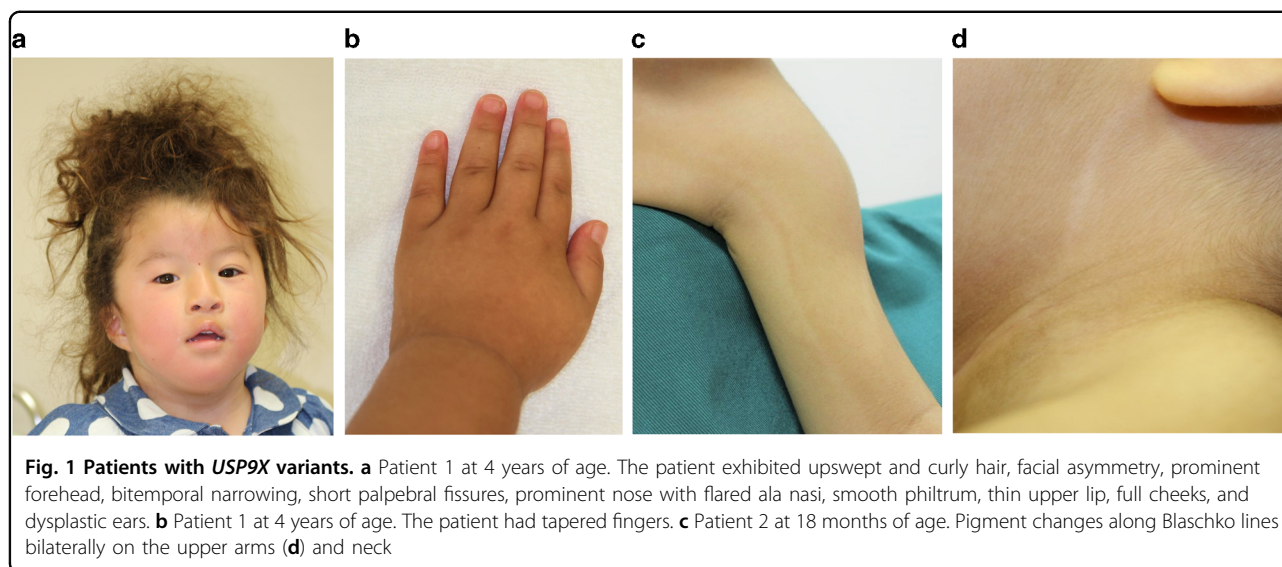 a
b
c
d
Fig. 1 Patients with USP9X variants. a Patient 1 at 4 years of age. The patient exhibited upswept and curly hair, facial asymmetry, prominent
forehead, bitemporal narrowing, short palpebral fissures, prominent nose with flared ala nasi, smooth philtrum, thin upper lip, full cheeks, and
dysplastic ears. b Patient 1 at 4 years of age. The patient had tapered fingers. c Patient 2 at 18 months of age. Pigment changes along Blaschko lines
bilaterally on the upper arms (d) and neck